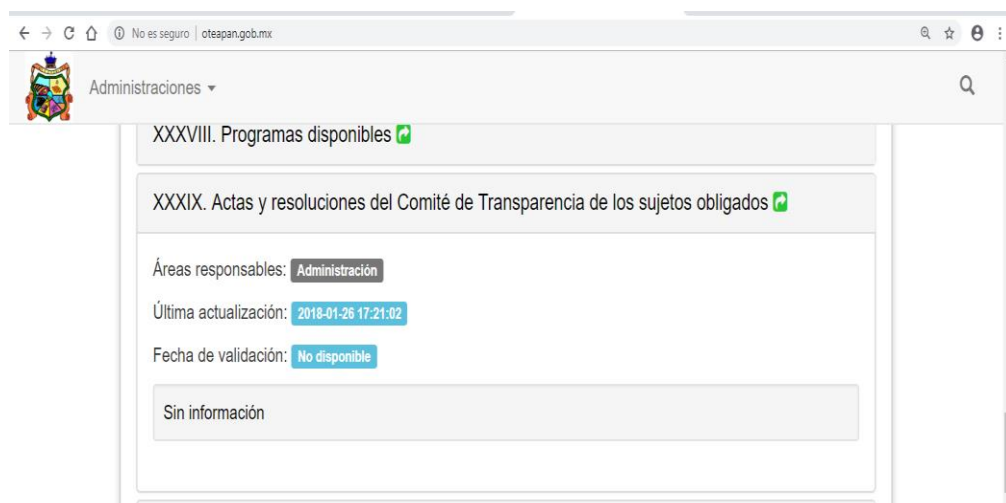 No es seguro | oteapan.gob.mx
Administraciones
XXXVIII. Programas disponibles
XXXIX. Actas y resoluciones del Comité de Transparencia de los sujetos obligados
Áreas responsables: Administración
Última actualización: 2018-01-26 17:21:02
Fecha de validación: No disponible
Sin información